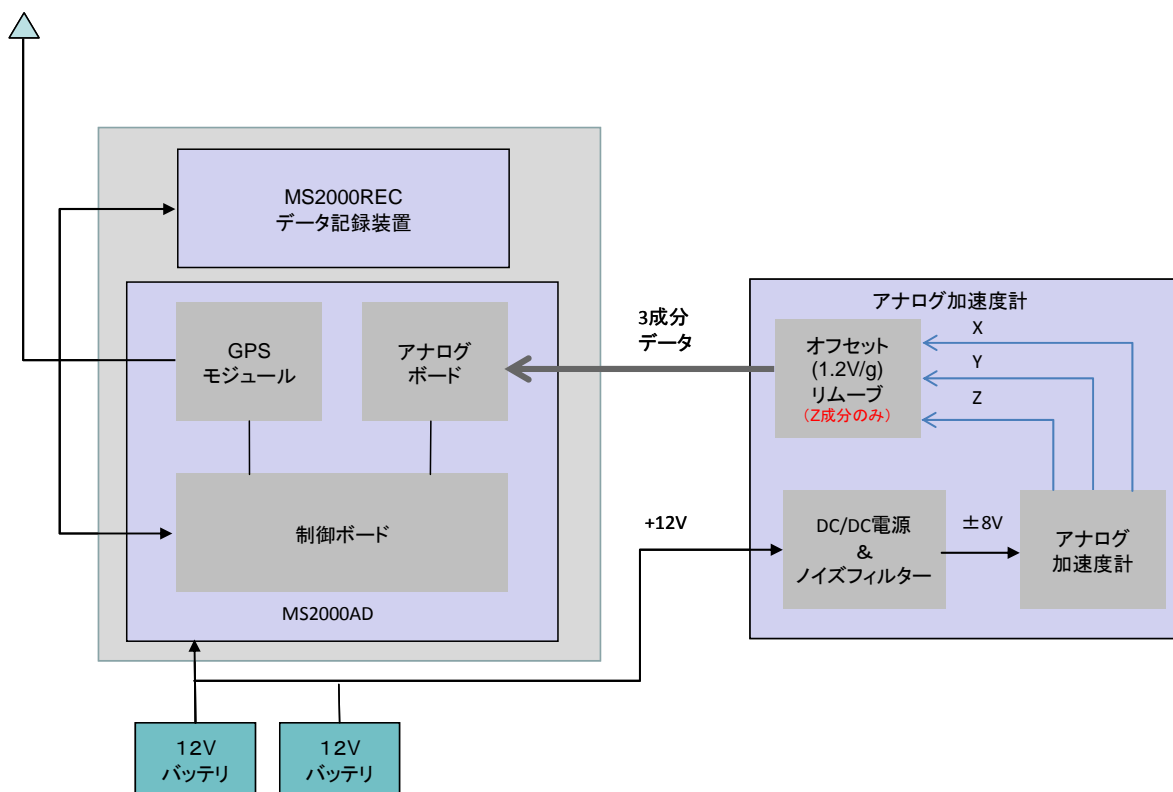 MS2000REC
データ記録装置
GPS
モジュール
アナログ
ボード
制御ボード
MS2000AD
12V
バッテリ
12V
バッテリ
3成分
データ
+12V
アナログ加速度計
オフセット
(1.2V/g)
リムーブ
(Z成分のみ)
X
Y
Z
DC/DC電源
&
ノイズフィルター
±8V
アナログ
加速度計